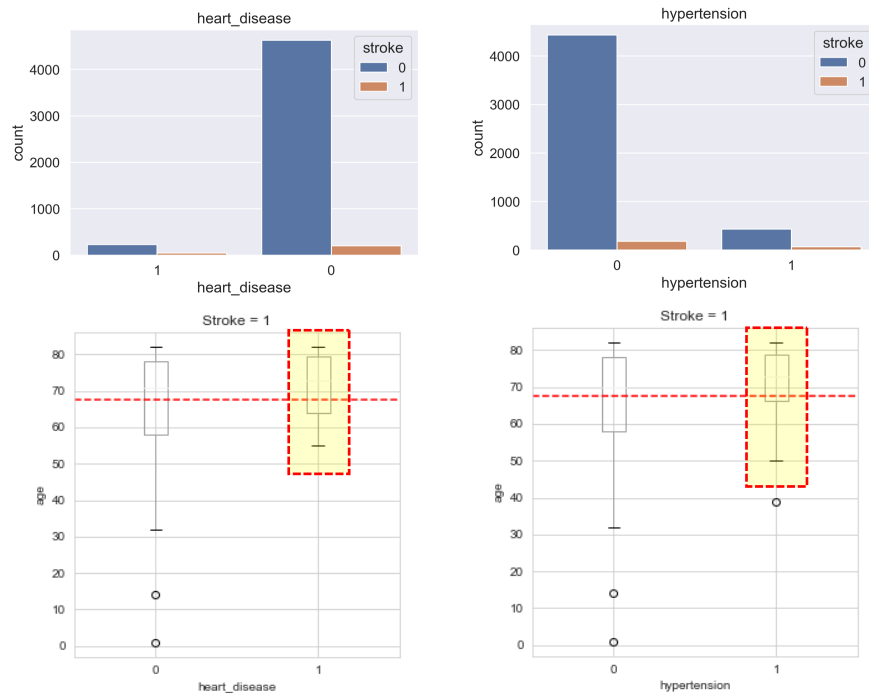 heart_disease
stroke
0
1
4000
3000
2000
1000
0
count
1
0
heart_disease
hypertension
stroke
0
1
4000
3000
2000
1000
0
count
0
1
hypertension
Stroke = 1
80
70
60
50
40
30
20
10
0
age
0
1
heart_disease
Stroke = 1
80
70
60
50
40
30
20
10
0
age
0
1
hypertension